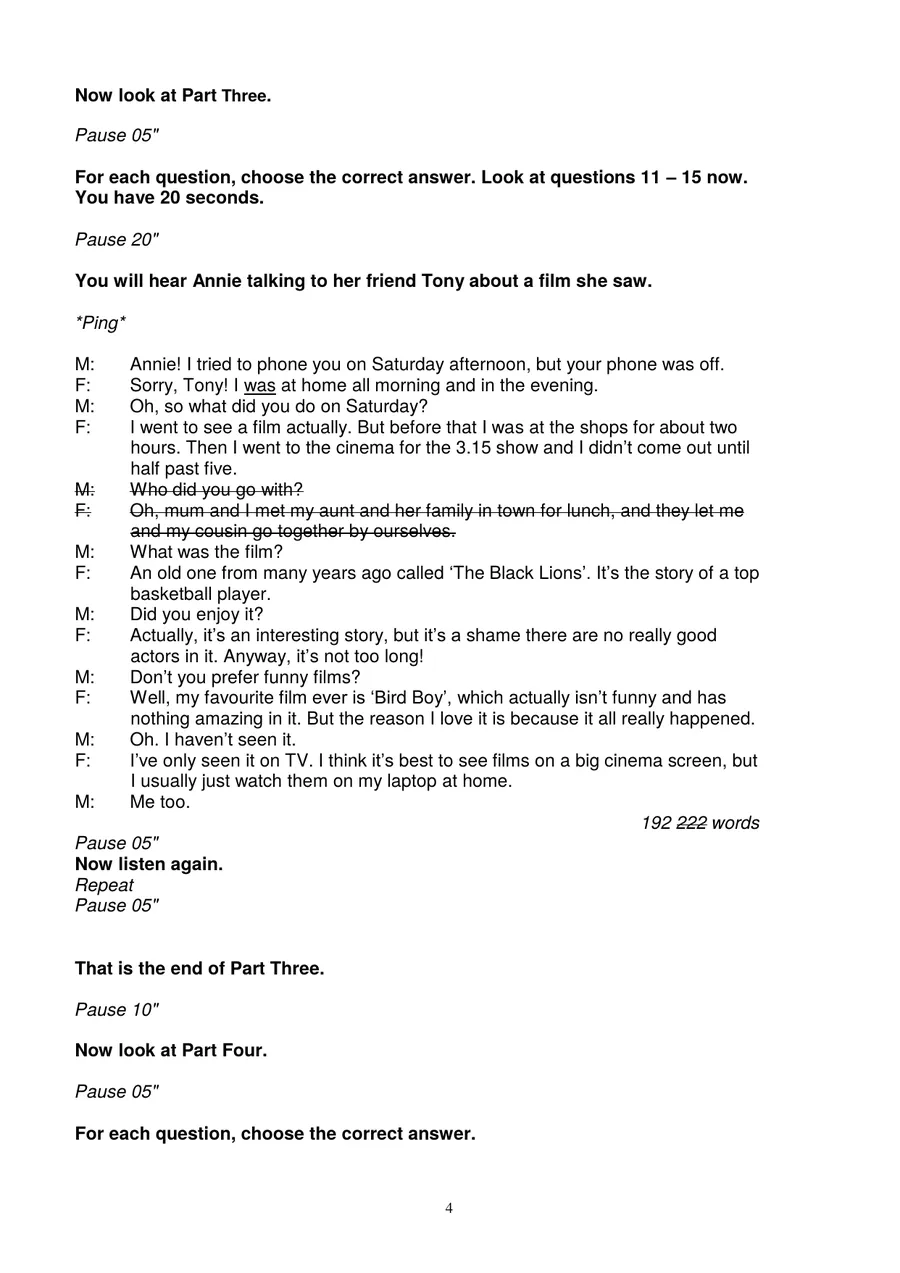 Now look at Part Three.
Pause 05"
For each question, choose the correct answer. Look at questions 11 – 15 now.
You have 20 seconds.
Pause 20"
You will hear Annie talking to her friend Tony about a film she saw.
*Ping*
M: Annie! I tried to phone you on Saturday afternoon, but your phone was off.
F: Sorry, Tony! I was at home all morning and in the evening.
M: Oh, so what did you do on Saturday?
F: I went to see a film actually. But before that I was at the shops for about two
hours. Then I went to the cinema for the 3.15 show and I didn’t come out until
half past five.
M: Who did you go with?
F: Oh, mum and I met my aunt and her family in town for lunch, and they let me
and my cousin go together by ourselves.
M: What was the film?
F: An old one from many years ago called ‘The Black Lions’. It’s the story of a top
basketball player.
M: Did you enjoy it?
F: Actually, it’s an interesting story, but it’s a shame there are no really good
actors in it. Anyway, it’s not too long!
M: Don’t you prefer funny films?
F: Well, my favourite film ever is ‘Bird Boy’, which actually isn’t funny and has
nothing amazing in it. But the reason I love it is because it all really happened.
M: Oh. I haven’t seen it.
F: I’ve only seen it on TV. I think it’s best to see films on a big cinema screen, but
I usually just watch them on my laptop at home.
M: Me too.
192 222 words
Pause 05"
Now listen again.
Repeat
Pause 05"
That is the end of Part Three.
Pause 10"
Now look at Part Four.
Pause 05"
For each question, choose the correct answer.
4